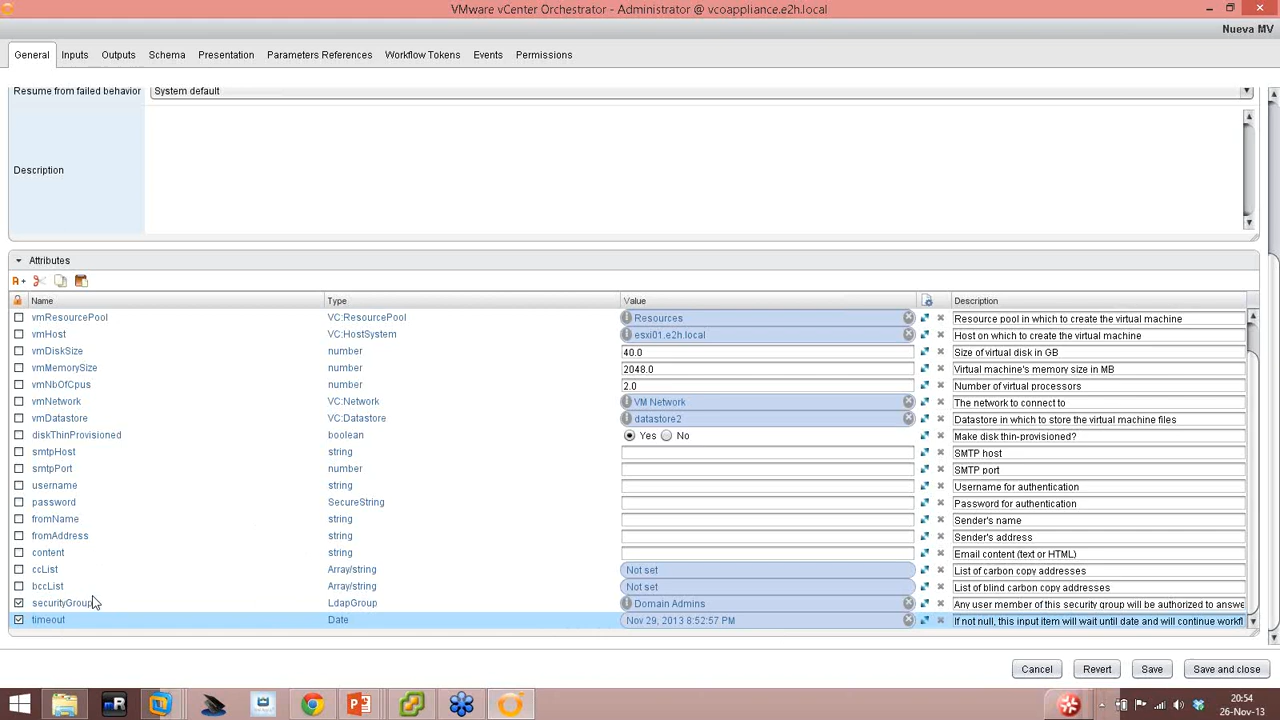 VMware vCenter Orchestrator - Administrator @ vcoappliance.e2h.local
Nueva MV
General Inputs Outputs Schema Presentation Parameters References Workflow Tokens Events Permissions
Resume from failed behavior System default
Description
Attributes
Name Type Value Description
vmResourcePool VC:ResourcePool Resources Resource pool in which to create the virtual machine
vmHost VC:HostSystem esxi01.e2h.local Host on which to create the virtual machine
vmDiskSize number 40.0 Size of virtual disk in GB
vmMemorySize number 2048.0 Virtual machine's memory size in MB
vmNbOfCpus number 2.0 Number of virtual processors
vmNetwork VC:Network VM Network The network to connect to
vmDatastore VC:Datastore datastore2 Datastore in which to store the virtual machine files
diskThinProvisioned boolean Yes No Make disk thin-provisioned?
smtpHost string SMTP host
smtpPort number SMTP port
username string Username for authentication
password SecureString Password for authentication
fromName string Sender's name
fromAddress string Sender's address
content string Email content (text or HTML)
ccList Array/string Not set List of carbon copy addresses
bccList Array/string Not set List of blind carbon copy addresses
securityGroup LdapGroup Domain Admins Any user member of this security group will be authorized to answe
timeout Date Nov 29, 2013 8:52:57 PM If not null, this input item will wait until date and will continue workfl
Cancel Revert Save Save and close
20:54
26-Nov-13